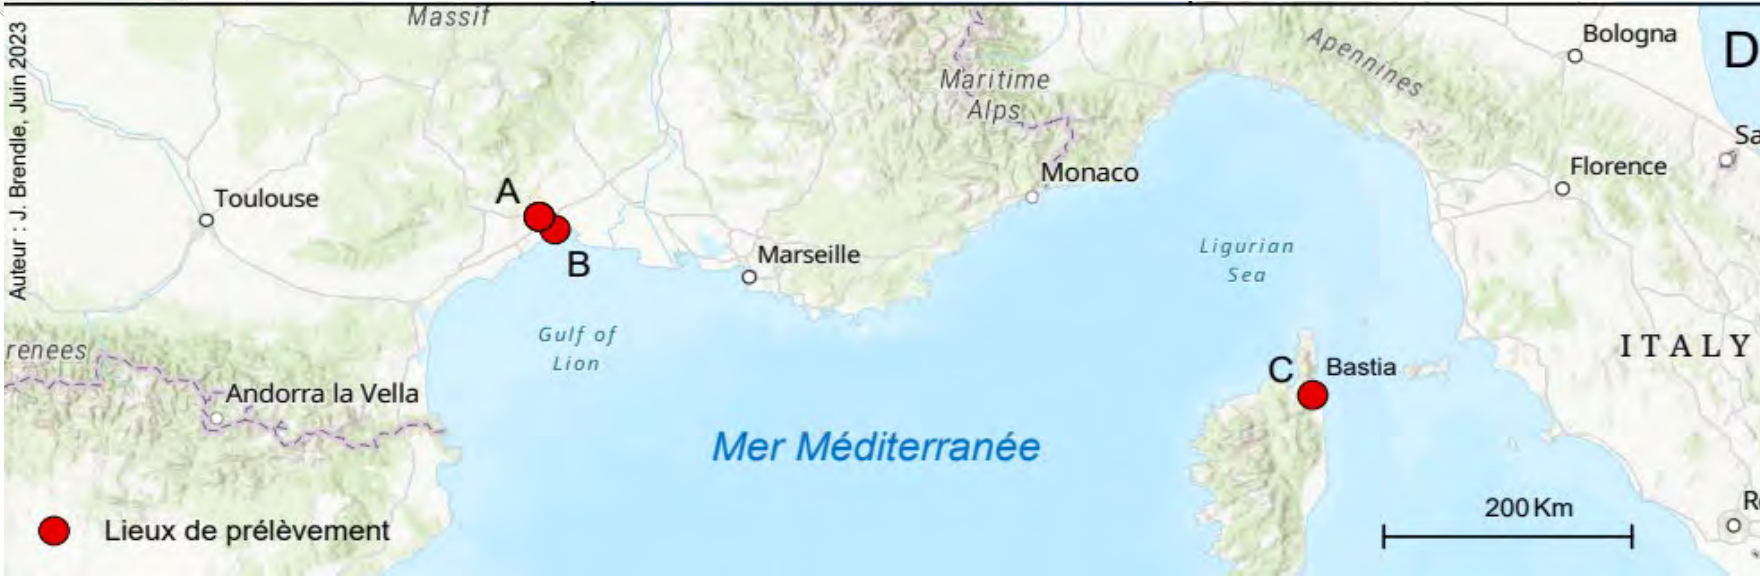 Massif
Bologna
D
Apennines
Auteur : J. Brendle, Juin 2023
Maritime
Alps
Sa
Monaco
Florence
A
Toulouse
B
Marseille
Ligurian
Sea
Gulf of
Lion
renees
ITALY
C
Bastia
Andorra la Vella
Mer Méditerranée
200 Km
R
Lieux de prélèvement